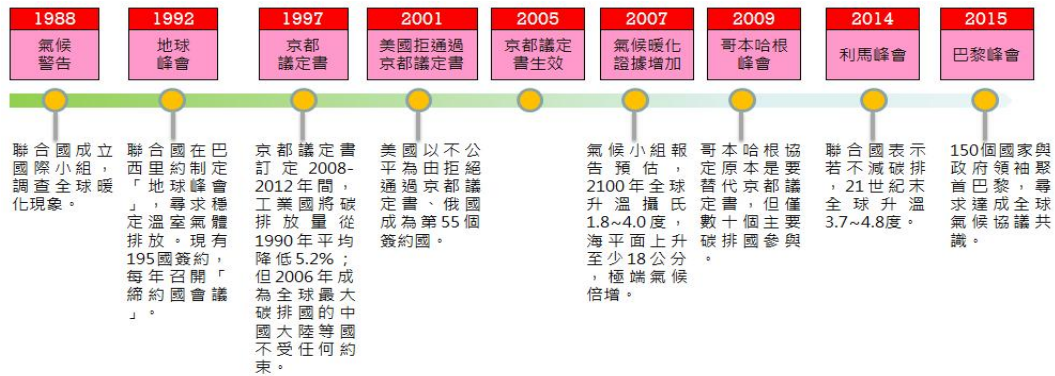 1988
氣候
警告
聯合國成立
國際小組，
調查全球暖
化現象。
1992
地球
峰會
聯合國在巴
西里約制定
「地球峰會
」，尋求穩
定溫室氣體
排放。現有
195國簽約，
每年召開「
締約國會議
」。
1997
京都
議定書
京都議定書
訂定2008-
2012年間，
工業國將碳
排放量從
1990年平均
降低5.2%；
但2006年成
為全球最大
碳排國的中
國大陸等國
不受任何約
束。
2001
美國拒通過
京都議定書
美國以不公
平為由拒絕
通過京都議
定書、俄國
成為第55個
簽約國。
2005
京都議定
書生效
2007
氣候暖化
證據增加
氣候小組報
告預估，
2100年全球
升溫攝氏
1.8~4.0度，
海平面上升
至少18公分
，極端氣候
倍增。
2009
哥本哈根
峰會
哥本哈根協
定原本是要
替代京都議
定書，但僅
數十個主要
碳排國參與
。
2014
利馬峰會
聯合國表示
若不減碳排
，21世紀末
全球升溫
3.7~4.8度。
2015
巴黎峰會
150個國家與
政府領袖聚
首巴黎，尋
求達成全球
氣候協議共
識。